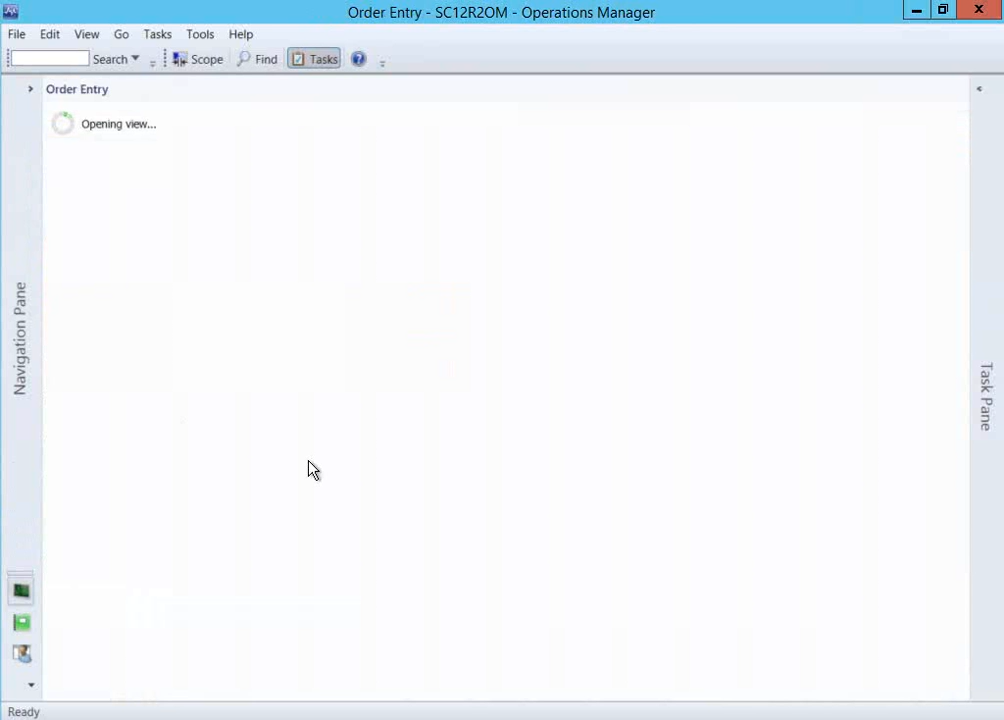 Order Entry - SC12R2OM - Operations Manager
File Edit View Go Tasks Tools Help
Search Scope Find Tasks
Order Entry
Opening view...
Navigation Pane
Task Pane
Ready